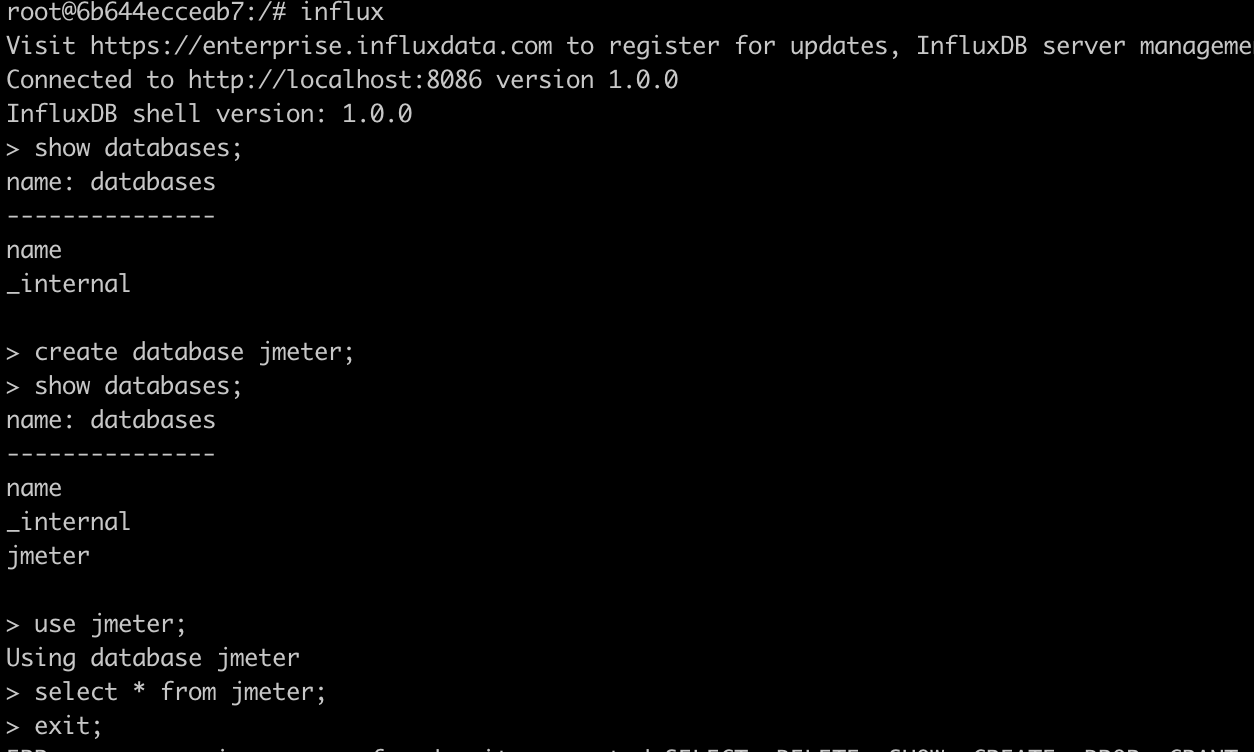 root@6b644ecceab7:/# influx
Visit https://enterprise.influxdata.com to register for updates, InfluxDB server manageme
Connected to http://localhost:8086 version 1.0.0
InfluxDB shell version: 1.0.0
> show databases;
name: databases
---------------
name
_internal
> create database jmeter;
> show databases;
name: databases
---------------
name
_internal
jmeter
> use jmeter;
Using database jmeter
> select * from jmeter;
> exit;